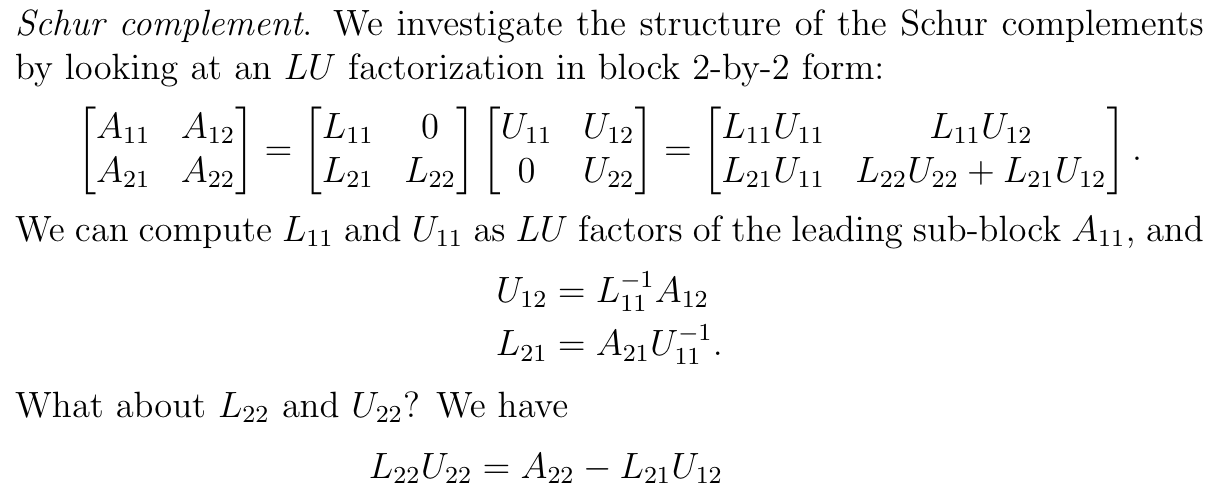 Schur complement. We investigate the structure of the Schur complements
by looking at an LU factorization in block 2-by-2 form:
$$\begin{bmatrix} A_{11} & A_{12} \\ A_{21} & A_{22} \end{bmatrix} = \begin{bmatrix} L_{11} & 0 \\ L_{21} & L_{22} \end{bmatrix} \begin{bmatrix} U_{11} & U_{12} \\ 0 & U_{22} \end{bmatrix} = \begin{bmatrix} L_{11}U_{11} & L_{11}U_{12} \\ L_{21}U_{11} & L_{22}U_{22} + L_{21}U_{12} \end{bmatrix}.$$
We can compute $L_{11}$ and $U_{11}$ as LU factors of the leading sub-block $A_{11}$, and
$$U_{12} = L_{11}^{-1} A_{12}$$
$$L_{21} = A_{21} U_{11}^{-1}.$$
What about $L_{22}$ and $U_{22}$? We have
$$L_{22}U_{22} = A_{22} - L_{21}U_{12}$$